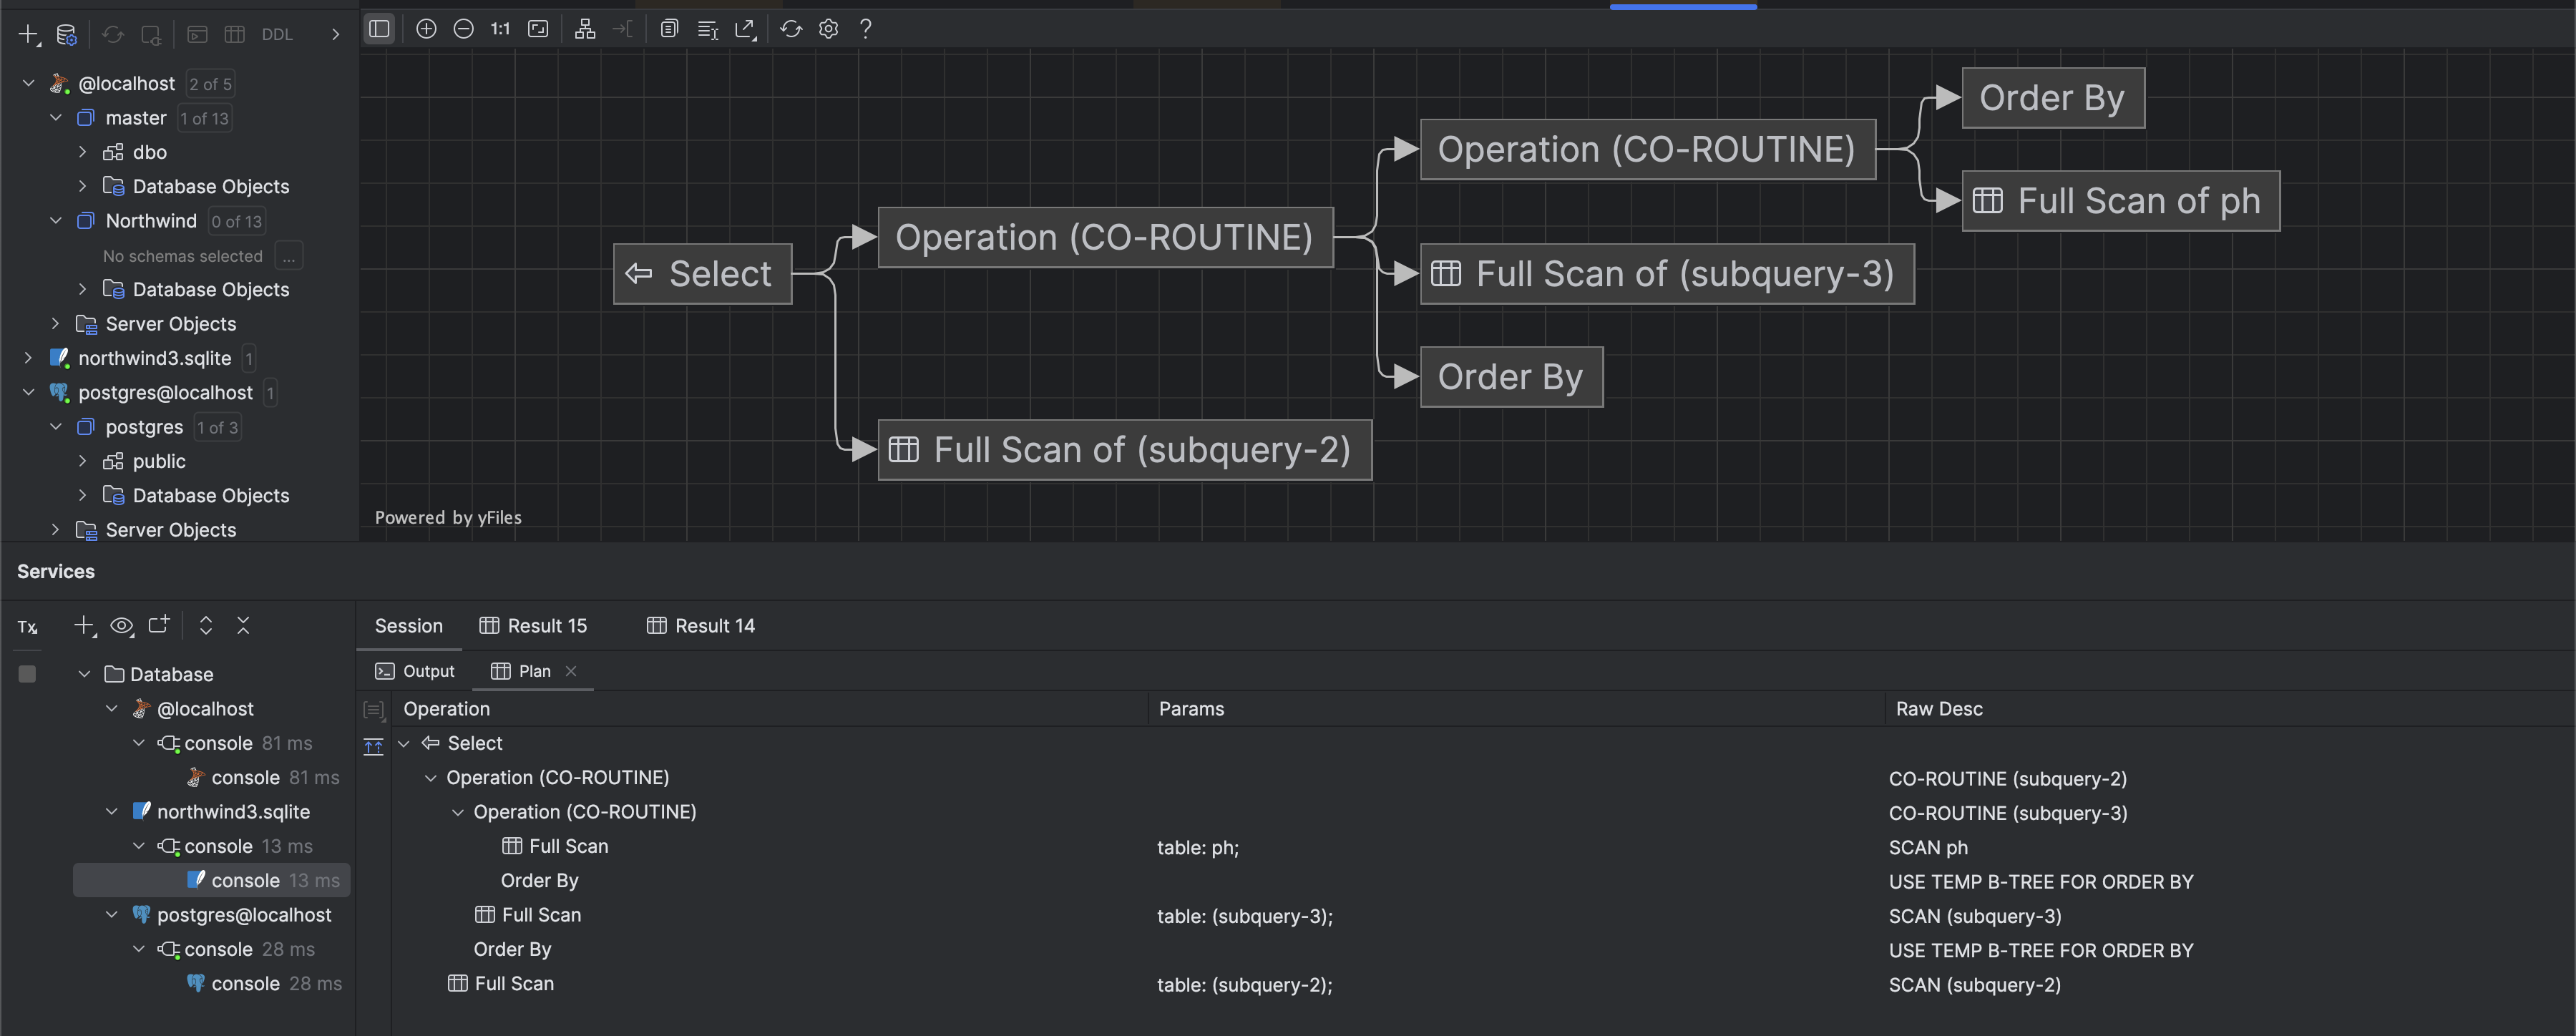 DDL
1:1
?
@localhost 2 of 5
master 1 of 13
dbo
Database Objects
Northwind 0 of 13
No schemas selected ...
Database Objects
Server Objects
northwind3.sqlite 1
postgres@localhost 1
postgres 1 of 3
public
Database Objects
Server Objects
Order By
Operation (CO-ROUTINE)
Full Scan of ph
Operation (CO-ROUTINE)
Select
Full Scan of (subquery-3)
Order By
Full Scan of (subquery-2)
Powered by yFiles
Services
Tx
Session Result 15 Result 14
Output Plan
Database
@localhost
console 81 ms
console 81 ms
northwind3.sqlite
console 13 ms
console 13 ms
postgres@localhost
console 28 ms
console 28 ms
Operation Params Raw Desc
Select
Operation (CO-ROUTINE) CO-ROUTINE (subquery-2)
Operation (CO-ROUTINE) CO-ROUTINE (subquery-3)
Full Scan table: ph; SCAN ph
Order By USE TEMP B-TREE FOR ORDER BY
Full Scan table: (subquery-3); SCAN (subquery-3)
Order By USE TEMP B-TREE FOR ORDER BY
Full Scan table: (subquery-2); SCAN (subquery-2)